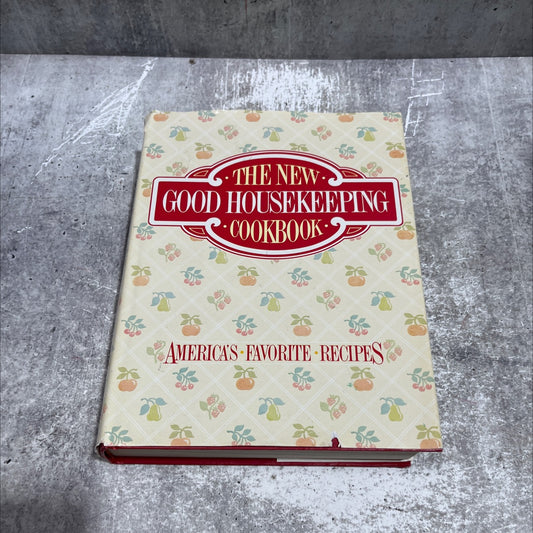 · THE NEW ·
GOOD HOUSEKEEPING
· COOKBOOK ·
AMERICA'S · FAVORITE · RECIPES